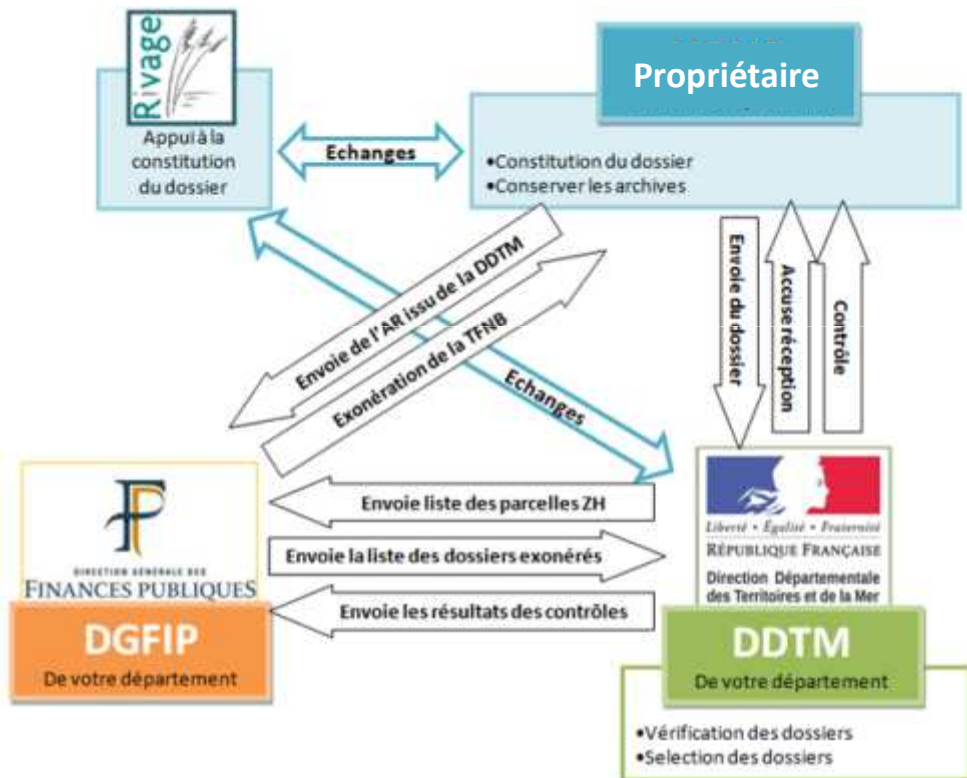 Rivage
Appui à la
constitution
du dossier
Echanges
Propriétaire
•Constitution du dossier
•Conserver les archives
Envoie de l'AR issu de la DDTM
Exonération de la TFNB
Echanges
Envoie du dossier
Accuse réception
Contrôle
DIRECTION GÉNÉRALE DES
FINANCES PUBLIQUES
DGFIP
De votre département
Envoie liste des parcelles ZH
Envoie la liste des dossiers exonérés
Envoie les résultats des contrôles
Liberté • Égalité • Fraternité
RÉPUBLIQUE FRANÇAISE
Direction Départementale
des Territoires et de la Mer
DDTM
De votre département
•Vérification des dossiers
•Selection des dossiers